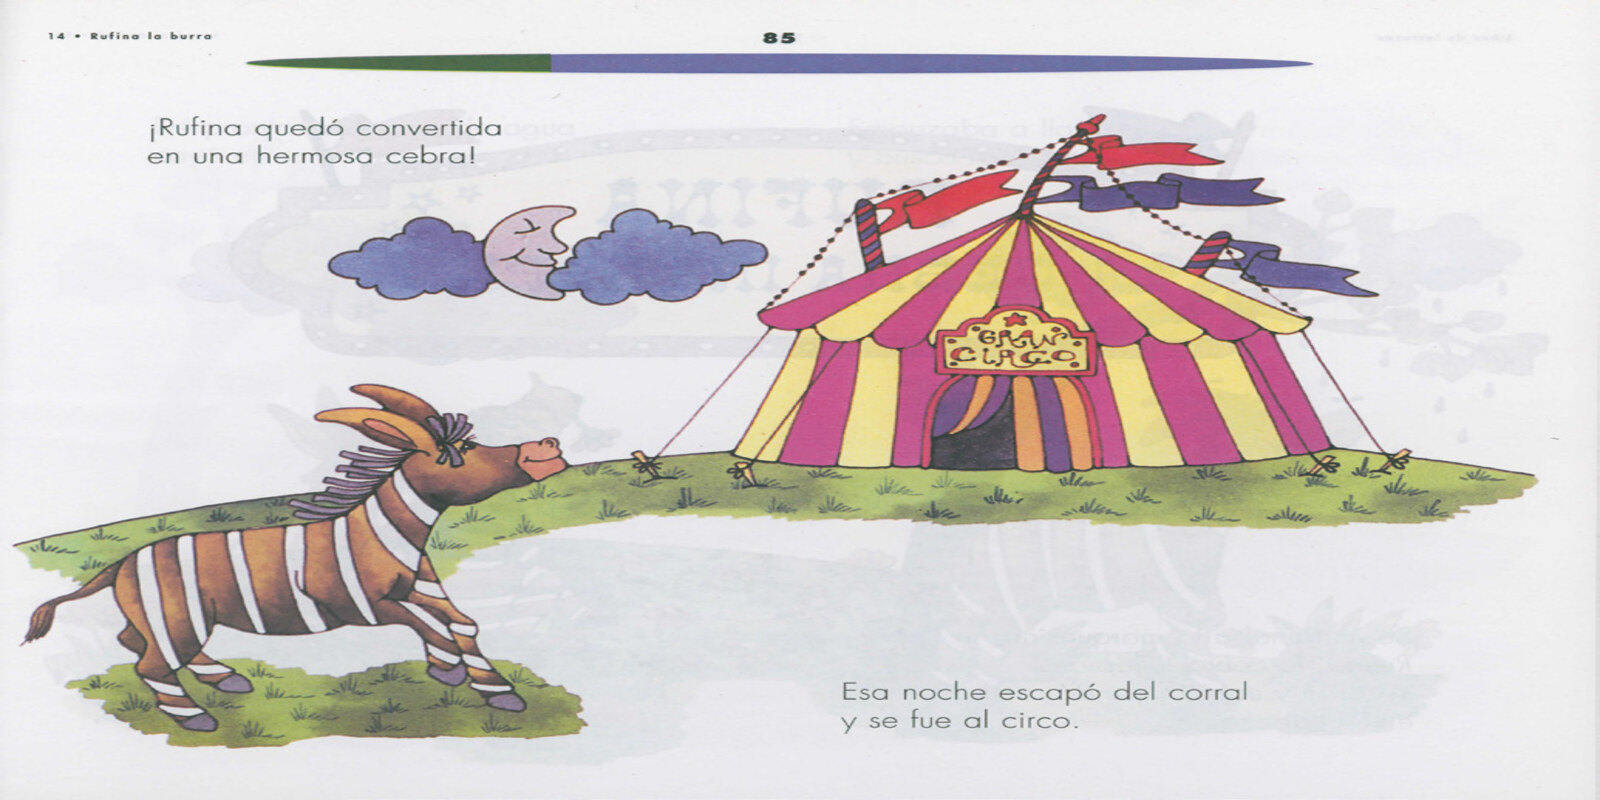 14 • Rufina la burra
85
¡Rufina quedó convertida
en una hermosa cebra!
GRAN
CIRCO
Esa noche escapó del corral
y se fue al circo.